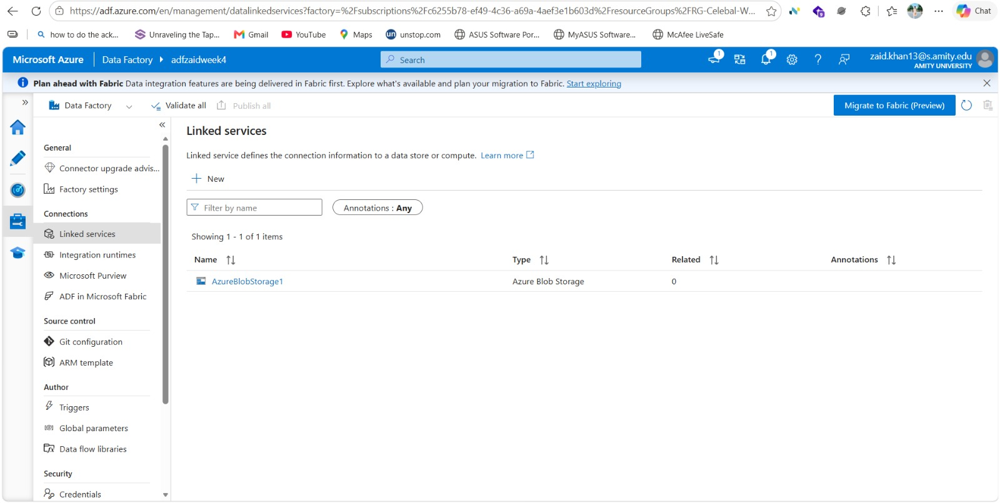 https://adf.azure.com/en/management/datalinkedservices?factory=%2Fsubscriptions%2Fc6255b78-ef49-4c36-a69a-4aef3e1b603d%2FresourceGroups%2FRG-Celebal-W...
Chat
how to do the ack...
Unraveling the Tap...
Gmail
YouTube
Maps
un unstop.com
ASUS Software Por...
MyASUS Software...
McAfee LiveSafe
Microsoft Azure
Data Factory
adfzaidweek4
Search
1
1
zaid.khan13@s.amity.edu
AMITY UNIVERSITY
Plan ahead with Fabric Data integration features are being delivered in Fabric first. Explore what's available and plan your migration to Fabric. Start exploring
Data Factory
Validate all
Publish all
Migrate to Fabric (Preview)
General
Connector upgrade advis...
Factory settings
Connections
Linked services
Integration runtimes
Microsoft Purview
ADF in Microsoft Fabric
Source control
Git configuration
ARM template
Author
Triggers
Global parameters
Data flow libraries
Security
Credentials
Linked services
Linked service defines the connection information to a data store or compute. Learn more
New
Filter by name
Annotations : Any
Showing 1 - 1 of 1 items
Name Type Related Annotations
AzureBlobStorage1 Azure Blob Storage 0